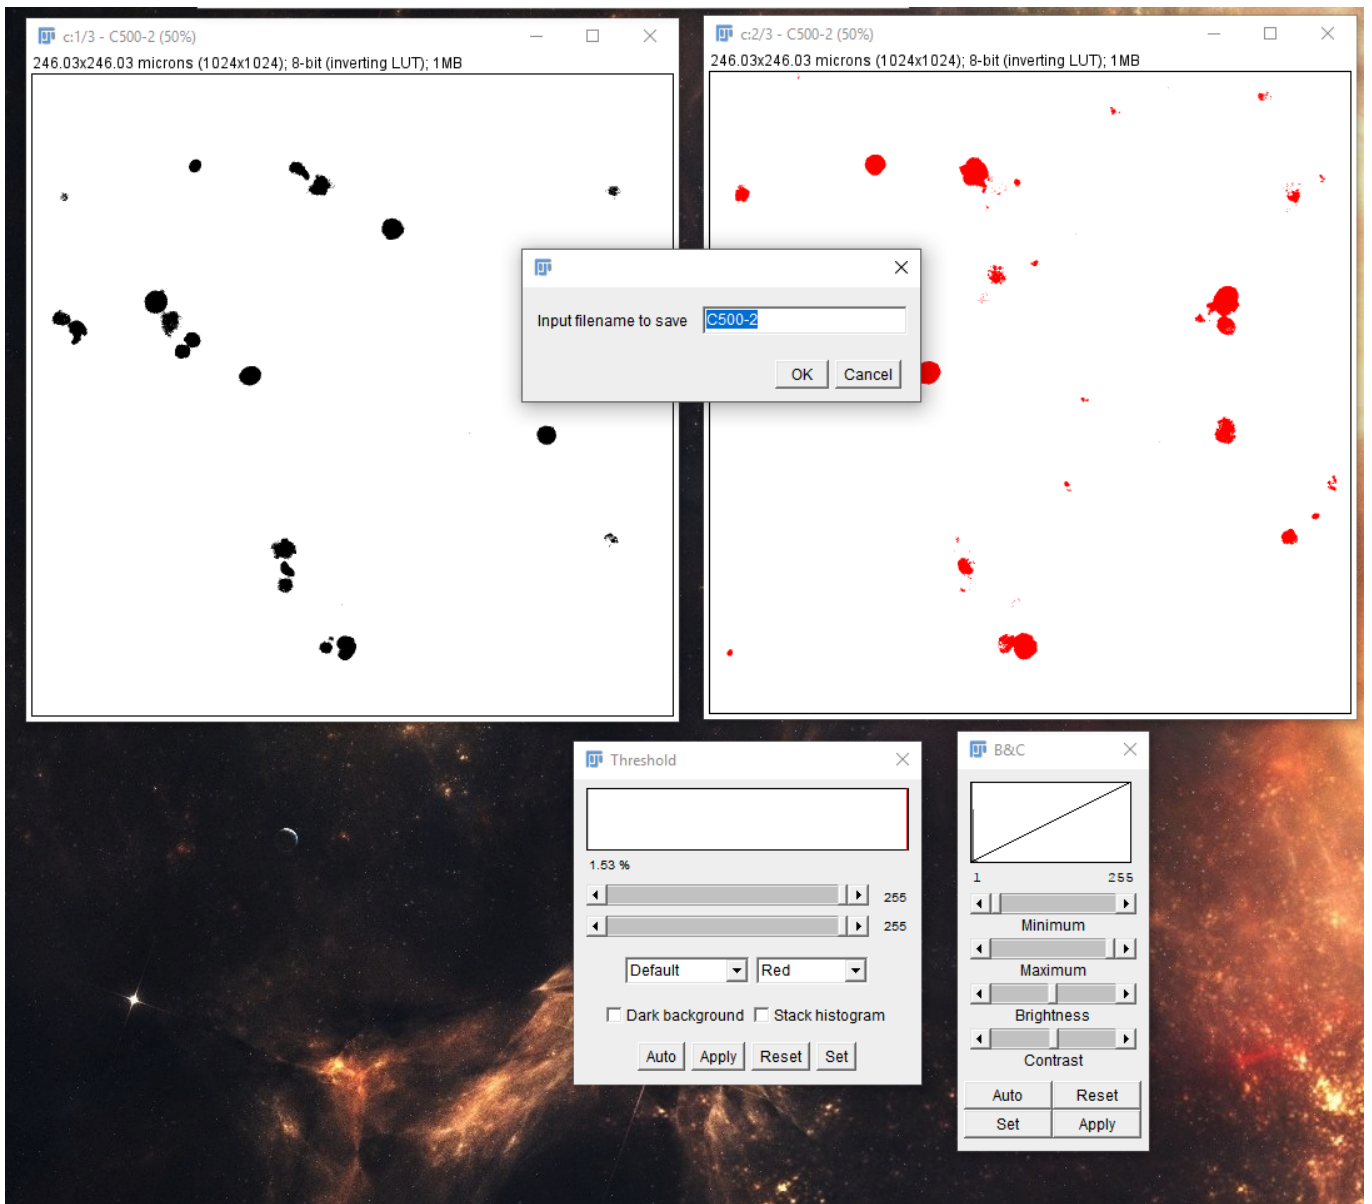 c:1/3 - C500-2 (50%)
246.03x246.03 microns (1024x1024); 8-bit (inverting LUT); 1MB
c:2/3 - C500-2 (50%)
246.03x246.03 microns (1024x1024); 8-bit (inverting LUT); 1MB
Input filename to save C500-2
OK Cancel
Threshold
1.53 %
255
255
Default Red
Dark background Stack histogram
Auto Apply Reset Set
B&C
1 255
Minimum
Maximum
Brightness
Contrast
Auto Reset
Set Apply